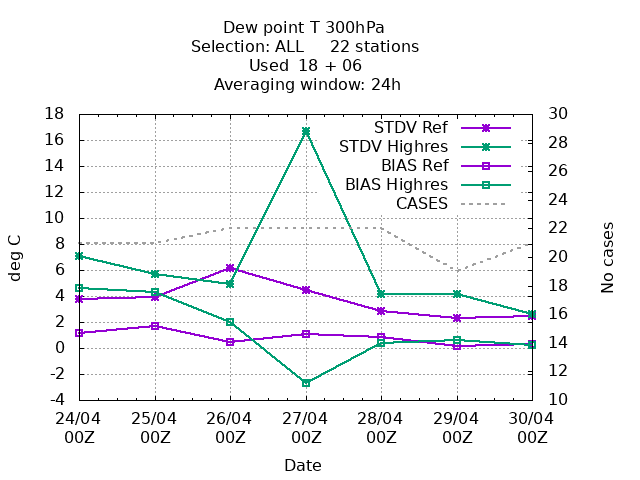 Dew point T 300hPa
Selection: ALL     22 stations
Used  18 + 06
Averaging window: 24h
18
16
14
12
10
8
6
4
2
0
-2
-4
deg C
30
28
26
24
22
20
18
16
14
12
10
No cases
STDV Ref
STDV Highres
BIAS Ref
BIAS Highres
CASES
24/04 25/04 26/04 27/04 28/04 29/04 30/04
00Z 00Z 00Z 00Z 00Z 00Z 00Z
Date